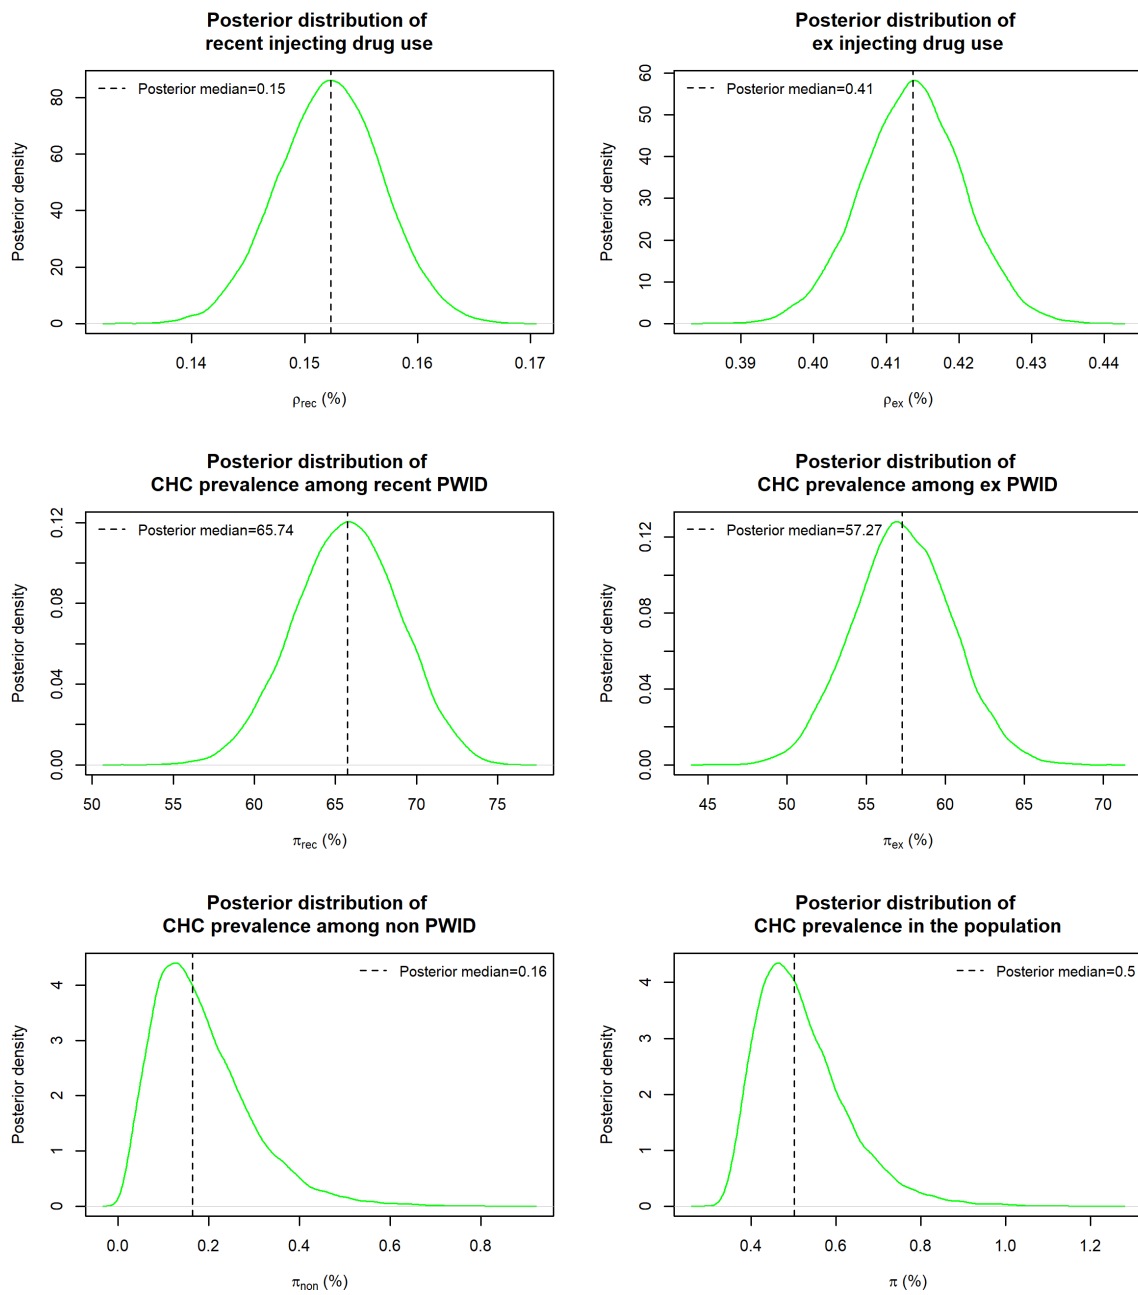 Posterior distribution of
recent injecting drug use
Posterior median=0.15
Posterior density
0 20 40 60 80
0.14 0.15 0.16 0.17
ρrec (%)
Posterior distribution of
ex injecting drug use
Posterior median=0.41
Posterior density
0 10 20 30 40 50 60
0.39 0.40 0.41 0.42 0.43 0.44
ρex (%)
Posterior distribution of
CHC prevalence among recent PWID
Posterior median=65.74
Posterior density
0.00 0.04 0.08 0.12
50 55 60 65 70 75
πrec (%)
Posterior distribution of
CHC prevalence among ex PWID
Posterior median=57.27
Posterior density
0.00 0.04 0.08 0.12
45 50 55 60 65 70
πex (%)
Posterior distribution of
CHC prevalence among non PWID
Posterior median=0.16
Posterior density
0 1 2 3 4
0.0 0.2 0.4 0.6 0.8
πnon (%)
Posterior distribution of
CHC prevalence in the population
Posterior median=0.5
Posterior density
0 1 2 3 4
0.4 0.6 0.8 1.0 1.2
π (%)